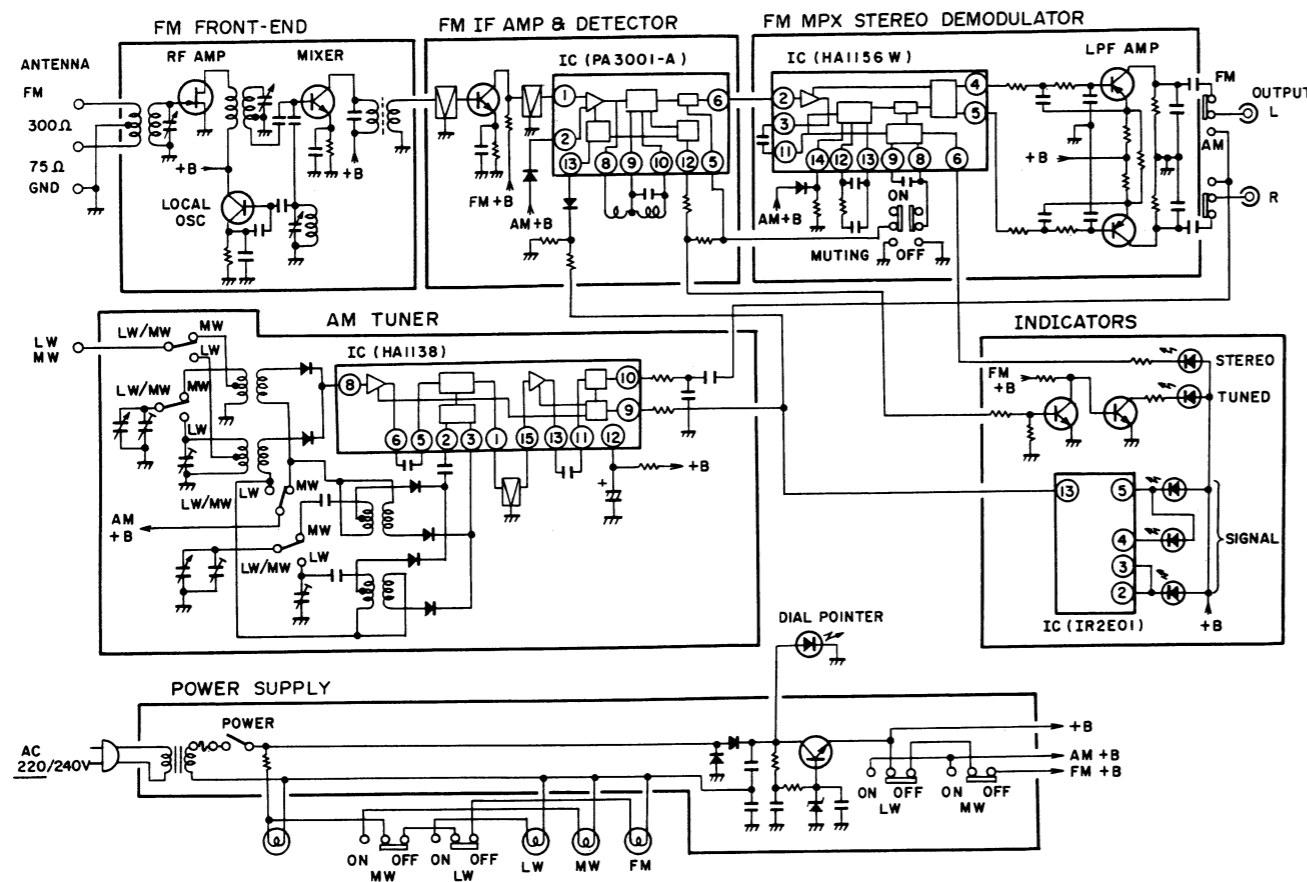 FM FRONT-END
FM IF AMP & DETECTOR
FM MPX STEREO DEMODULATOR
RF AMP
MIXER
IC (PA3001-A)
IC (HA1156W)
LPF AMP
ANTENNA
FM
300Ω
75Ω
GND
+B
+B
LOCAL
OSC
1
2
13
8
9
10
12
5
6
FM+B
AM+B
2
3
11
14
12
13
9
8
6
4
5
AM+B
ON
MUTING
OFF
+B
FM
OUTPUT
L
AM
R
AM TUNER
LW
MW
LW/MW
MW
LW
LW/MW
MW
LW
IC (HA1138)
8
10
9
6
5
2
3
1
15
13
11
12
+B
+
LW
MW
LW/MW
AM
+B
MW
LW/MW
LW
INDICATORS
STEREO
FM
+B
TUNED
13
5
4
3
2
SIGNAL
IC (IR2E01)
+B
DIAL POINTER
POWER SUPPLY
POWER
AC
220/240V
+B
AM +B
FM +B
ON
OFF
LW
ON
OFF
MW
ON
OFF
MW
ON
OFF
LW
LW
MW
FM